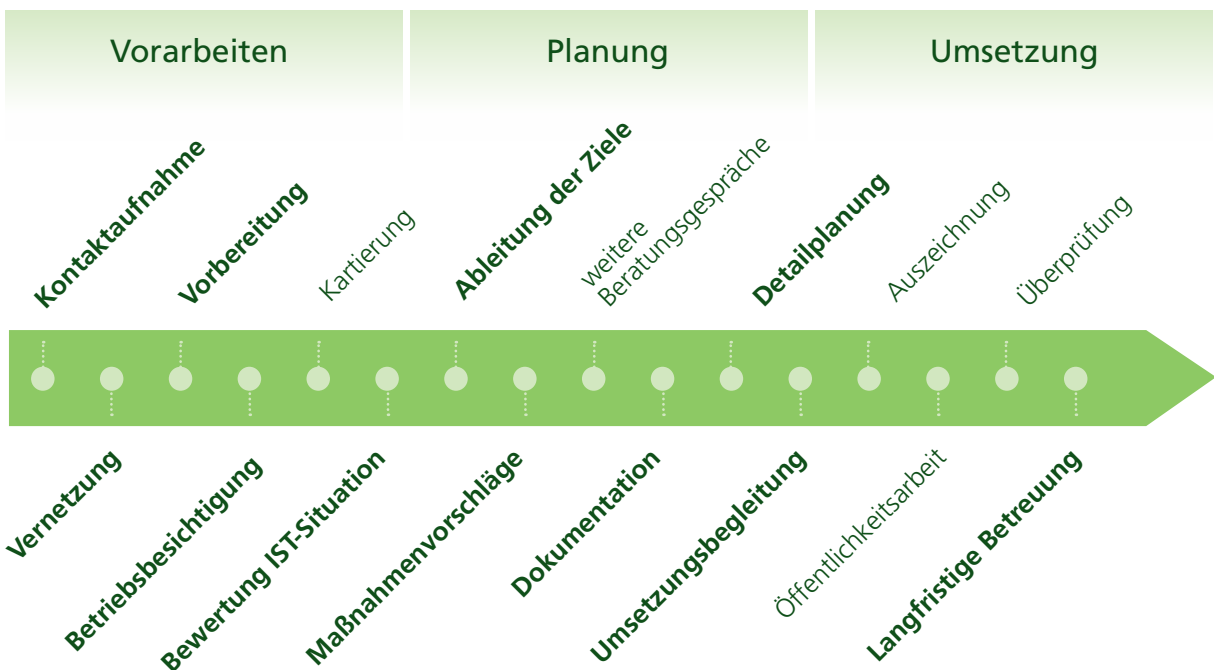 Vorarbeiten
Planung
Umsetzung
Kontaktaufnahme
Vorbereitung
Kartierung
Ableitung der Ziele
weitere
Beratungsgespräche
Detailplanung
Auszeichnung
Überprüfung
Vernetzung
Betriebsbesichtigung
Bewertung IST-Situation
Maßnahmenvorschläge
Dokumentation
Umsetzungsbegleitung
Öffentlichkeitsarbeit
Langfristige Betreuung